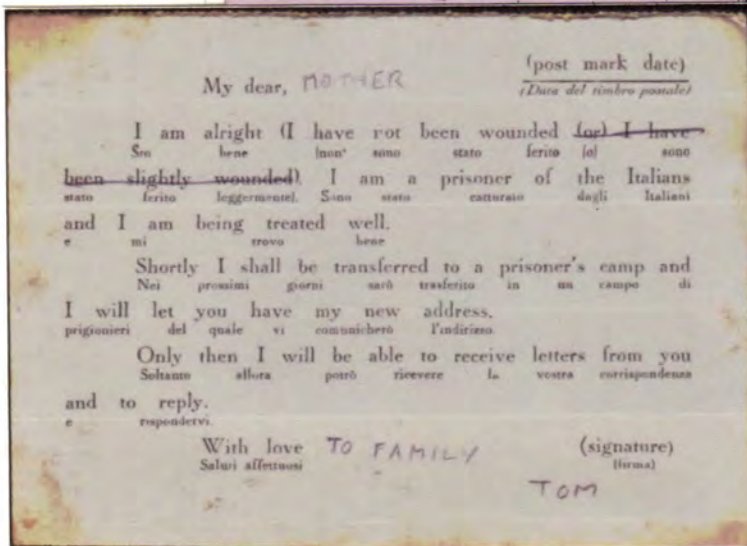 (post mark date)
My dear, MOTHER
(Data del timbro postale)
I am alright (I have not been wounded (or) I have
Sto bene (non sono stato ferito (o) sono
been slightly wounded). I am a prisoner of the Italians
stato ferito leggermente). Sono stato catturato dagli Italiani
and I am being treated well.
e mi trovo bene
Shortly I shall be transferred to a prisoner's camp and
Nei prossimi giorni sarò trasferito in un campo di
I will let you have my new address.
prigionieri del quale vi comunicherò l'indirizzo
Only then I will be able to receive letters from you
Soltanto allora potrò ricevere la vostra corrispondenza
and to reply.
e rispondervi.
With love TO FAMILY (signature)
Saluti affettuosi (firma)
TOM